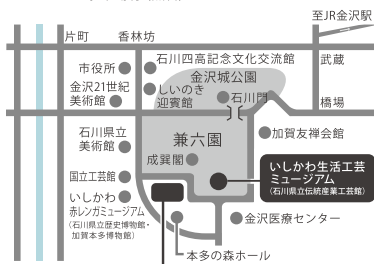 至JR金沢駅
片町
香林坊
武蔵
石川四高記念文化交流館
市役所
金沢城公園
金沢21世紀
美術館
しいのき
迎賓館
石川門
橋場
石川県立
美術館
兼六園
加賀友禅会館
成巽閣
いしかわ生活工芸
ミュージアム
(石川県立伝統産業工芸館)
国立工芸館
いしかわ
赤レンガミュージアム
(石川県立歴史博物館・
加賀本多博物館)
金沢医療センター
本多の森ホール